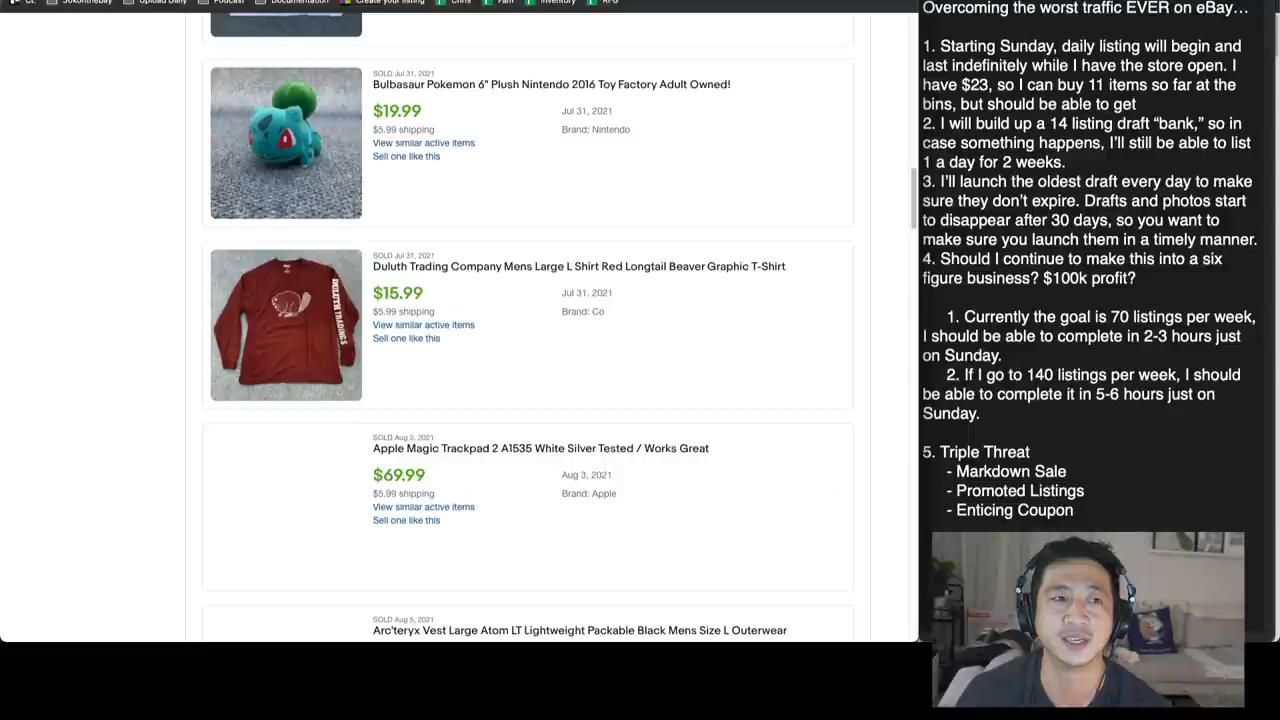 Sokontheday
Upload Daily
Podcast
Documentation
Create your listing
Chris
Fam
Inventory
RPG
SOLD Jul 31, 2021
Bulbasaur Pokemon 6" Plush Nintendo 2016 Toy Factory Adult Owned!
$19.99
Jul 31, 2021
$5.99 shipping
Brand: Nintendo
View similar active items
Sell one like this
SOLD Jul 31, 2021
Duluth Trading Company Mens Large L Shirt Red Longtail Beaver Graphic T-Shirt
$15.99
Jul 31, 2021
$5.99 shipping
Brand: Co
View similar active items
Sell one like this
DULUTH TRADING
SOLD Aug 3, 2021
Apple Magic Trackpad 2 A1535 White Silver Tested / Works Great
$69.99
Aug 3, 2021
$5.99 shipping
Brand: Apple
View similar active items
Sell one like this
SOLD Aug 5, 2021
Arc'teryx Vest Large Atom LT Lightweight Packable Black Mens Size L Outerwear
Overcoming the worst traffic EVER on eBay…
1. Starting Sunday, daily listing will begin and
last indefinitely while I have the store open. I
have $23, so I can buy 11 items so far at the
bins, but should be able to get
2. I will build up a 14 listing draft “bank,” so in
case something happens, I’ll still be able to list
1 a day for 2 weeks.
3. I’ll launch the oldest draft every day to make
sure they don’t expire. Drafts and photos start
to disappear after 30 days, so you want to
make sure you launch them in a timely manner.
4. Should I continue to make this into a six
figure business? $100k profit?
1. Currently the goal is 70 listings per week,
I should be able to complete in 2-3 hours just
on Sunday.
2. If I go to 140 listings per week, I should
be able to complete it in 5-6 hours just on
Sunday.
5. Triple Threat
- Markdown Sale
- Promoted Listings
- Enticing Coupon